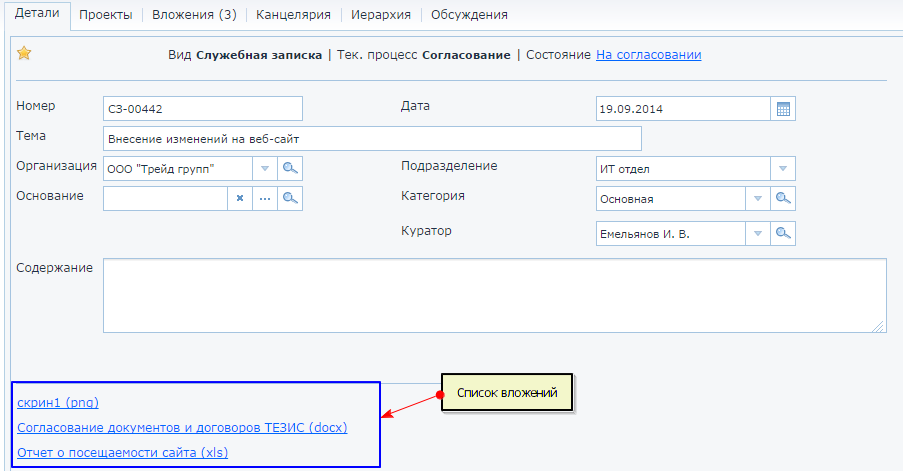 Детали Проекты Вложения (3) Канцелярия Иерархия Обсуждения
Вид Служебная записка | Тек. процесс Согласование | Состояние На согласовании
Номер СЗ-00442 Дата 19.09.2014
Тема Внесение изменений на веб-сайт
Организация ООО "Трейд групп" Подразделение ИТ отдел
Основание Категория Основная
Куратор Емельянов И. В.
Содержание
Список вложений
скрин1 (png)
Согласование документов и договоров ТЕЗИС (docx)
Отчет о посещаемости сайта (xls)